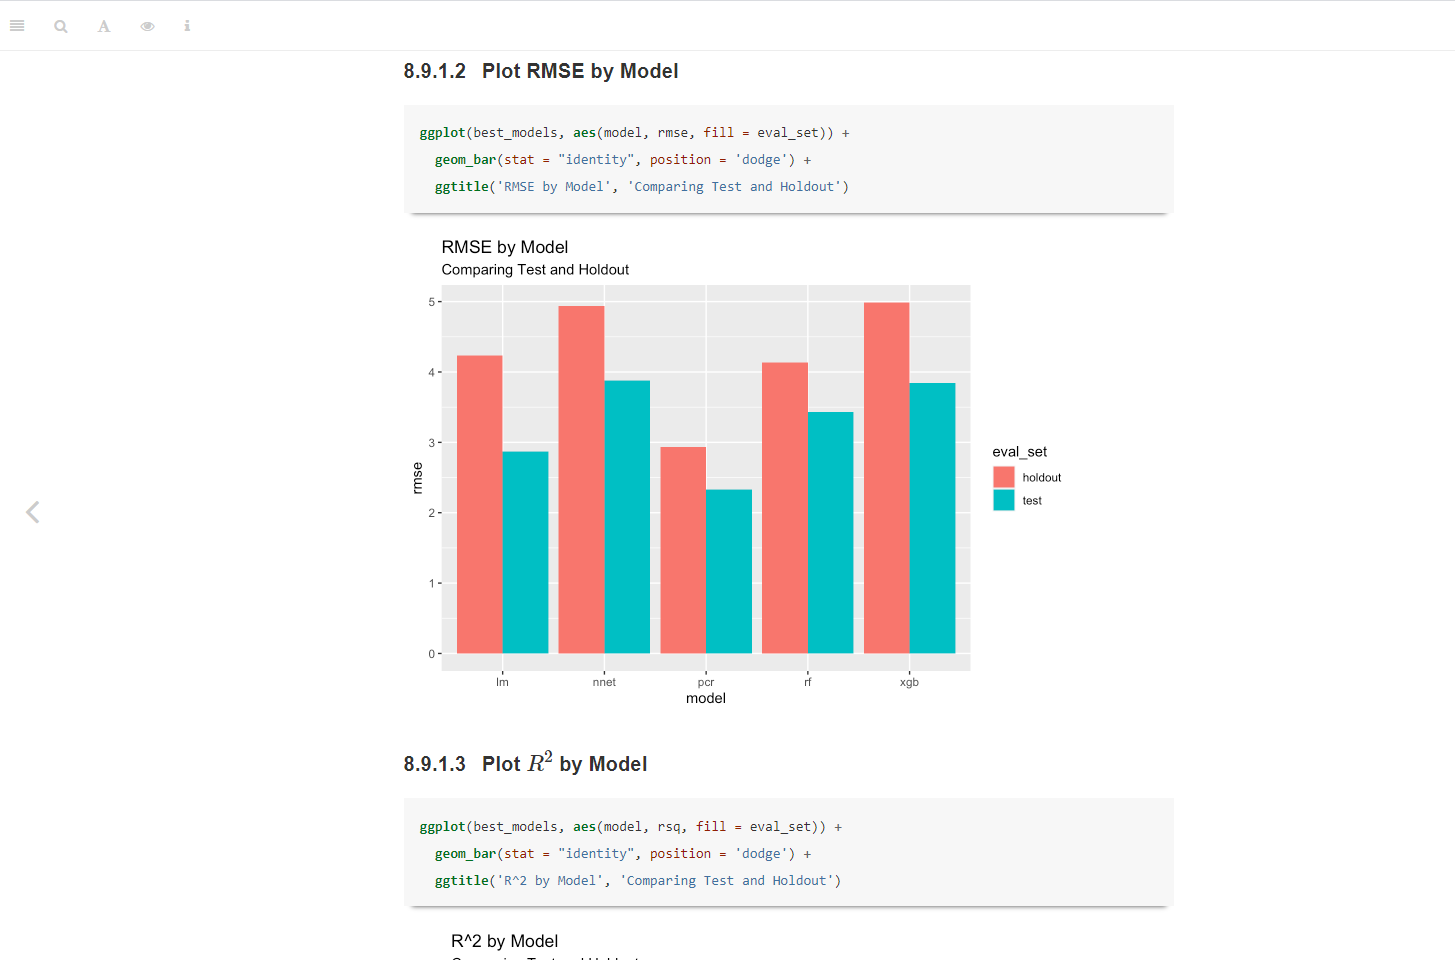 8.9.1.2 Plot RMSE by Model
ggplot(best_models, aes(model, rmse, fill = eval_set)) +
geom_bar(stat = "identity", position = 'dodge') +
ggtitle('RMSE by Model', 'Comparing Test and Holdout')
RMSE by Model
Comparing Test and Holdout
5
4
3
2
1
0
rmse
lm nnet pcr rf xgb
model
eval_set
holdout
test
8.9.1.3 Plot R² by Model
ggplot(best_models, aes(model, rsq, fill = eval_set)) +
geom_bar(stat = "identity", position = 'dodge') +
ggtitle('R^2 by Model', 'Comparing Test and Holdout')
R^2 by Model